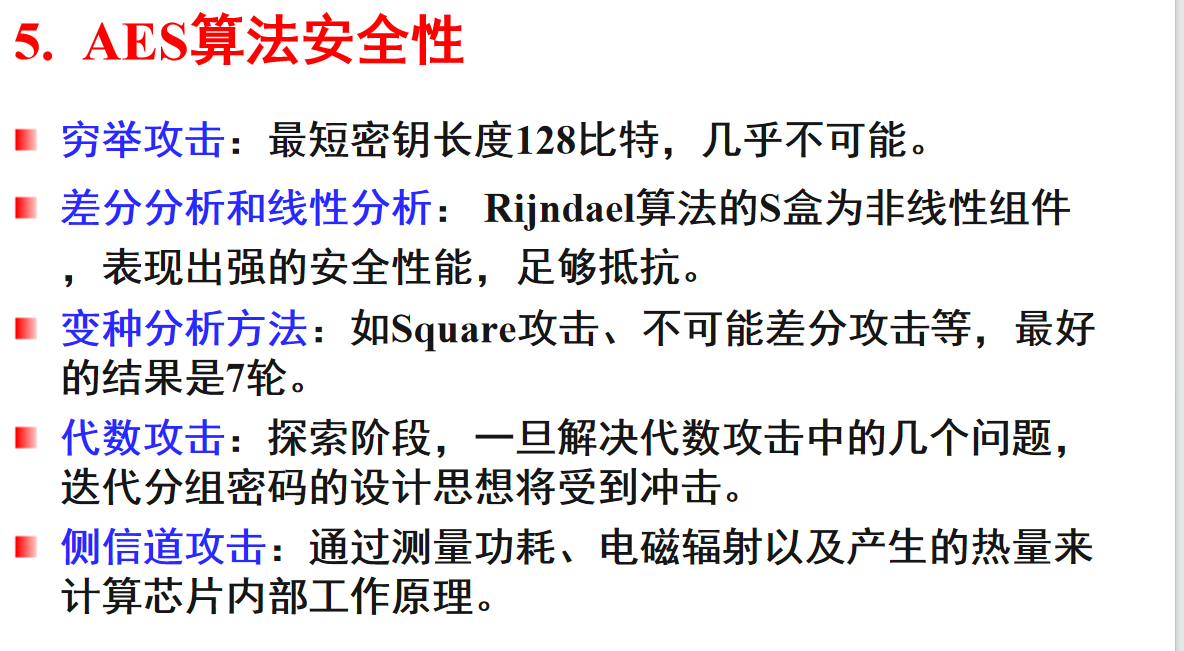 5. AES算法安全性
穷举攻击：最短密钥长度128比特，几乎不可能。
差分分析和线性分析： Rijndael算法的S盒为非线性组件
，表现出强的安全性能，足够抵抗。
变种分析方法：如Square攻击、不可能差分攻击等，最好
的结果是7轮。
代数攻击：探索阶段，一旦解决代数攻击中的几个问题，
迭代分组密码的设计思想将受到冲击。
侧信道攻击：通过测量功耗、电磁辐射以及产生的热量来
计算芯片内部工作原理。